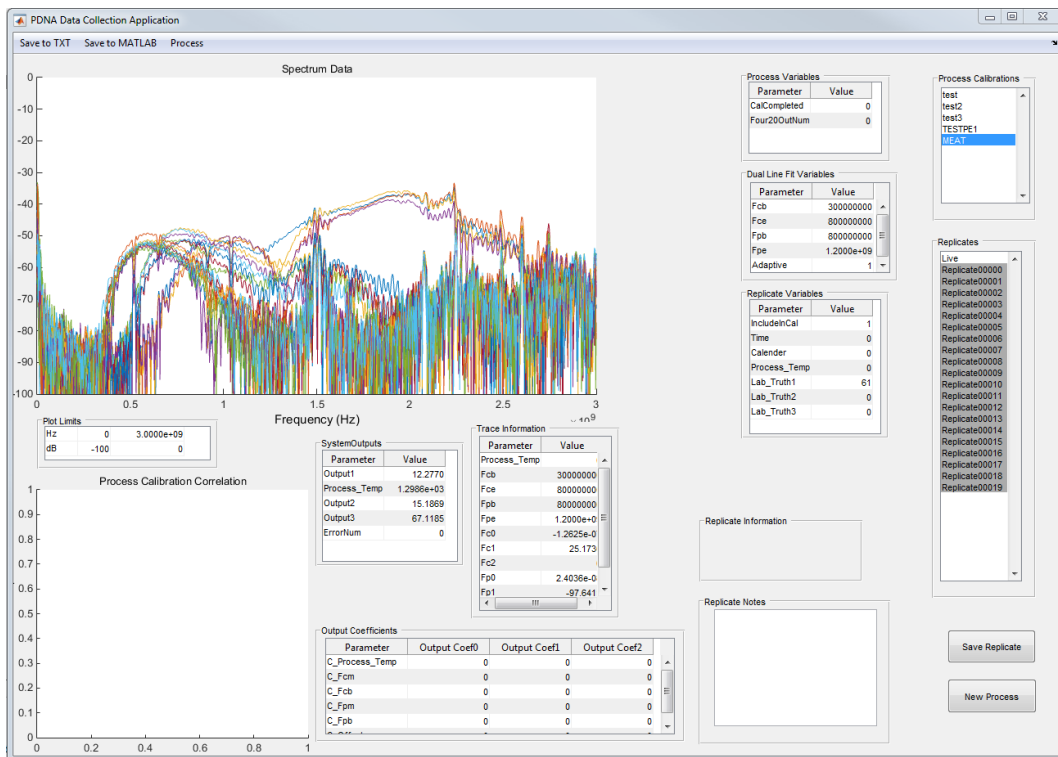 PDNA Data Collection Application
Save to TXT Save to MATLAB Process
Spectrum Data
0
-10
-20
-30
-40
-50
-60
-70
-80
-90
-100
0 0.5 1 1.5 2 2.5 3
Frequency (Hz)
Plot Limits
Hz 0 3.0000e+09
dB -100 0
Process Calibration Correlation
1
0.9
0.8
0.7
0.6
0.5
0.4
0.3
0.2
0.1
0
0 0.2 0.4 0.6 0.8 1
SystemOutputs
Parameter Value
Output1 12.2770
Process_Temp 1.2986e+03
Output2 15.1869
Output3 67.1185
ErrorNum 0
Trace Information
Parameter Value
Process_Temp
Fcb 30000000
Fce 80000000
Fpb 80000000
Fpe 1.2000e+0
Fc0 -1.2625e-0
Fc1 25.173
Fc2
Fp0 2.4036e-0
Fp1 -97.641
Output Coefficients
Parameter Output Coef0 Output Coef1 Output Coef2
C_Process_Temp 0 0 0
C_Fcm 0 0 0
C_Fcb 0 0 0
C_Fpm 0 0 0
C_Fpb 0 0 0
Process Variables
Parameter Value
CalCompleted 0
Four20OutNum 0
Dual Line Fit Variables
Parameter Value
Fcb 300000000
Fce 800000000
Fpb 800000000
Fpe 1.2000e+09
Adaptive 1
Replicate Variables
Parameter Value
IncludeInCal 1
Time 0
Calender 0
Process_Temp 0
Lab_Truth1 61
Lab_Truth2 0
Lab_Truth3 0
Replicate Information
Replicate Notes
Process Calibrations
test
test2
test3
TESTPE1
MEAT
Replicates
Live
Replicate00000
Replicate00001
Replicate00002
Replicate00003
Replicate00004
Replicate00005
Replicate00006
Replicate00007
Replicate00008
Replicate00009
Replicate00010
Replicate00011
Replicate00012
Replicate00013
Replicate00014
Replicate00015
Replicate00016
Replicate00017
Replicate00018
Replicate00019
Save Replicate
New Process